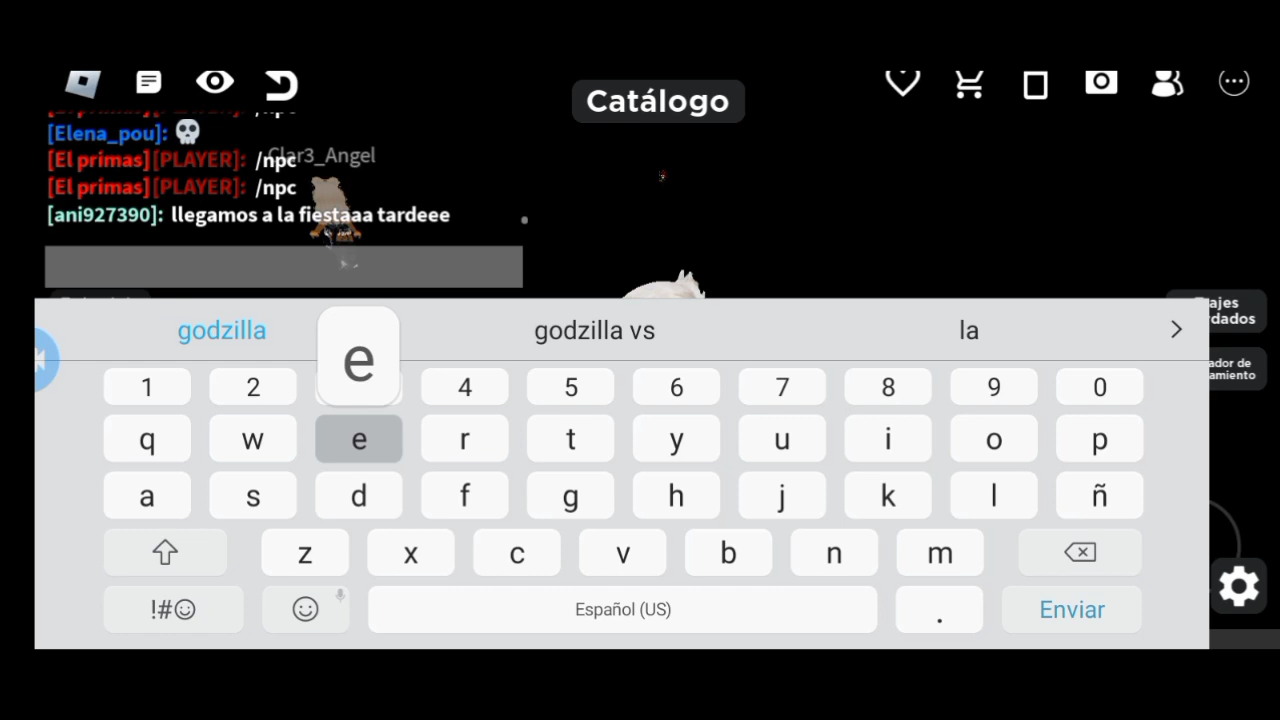 Catálogo
[Elena_pou]: 💀
Clar3_Angel
[El primas][PLAYER]: /npc
[El primas][PLAYER]: /npc
[ani927390]: llegamos a la fiestaaa tardeee
godzilla
e
godzilla vs
la
1 2 4 5 6 7 8 9 0
q w e r t y u i o p
a s d f g h j k l ñ
z x c v b n m
!#☺ Español (US) . Enviar